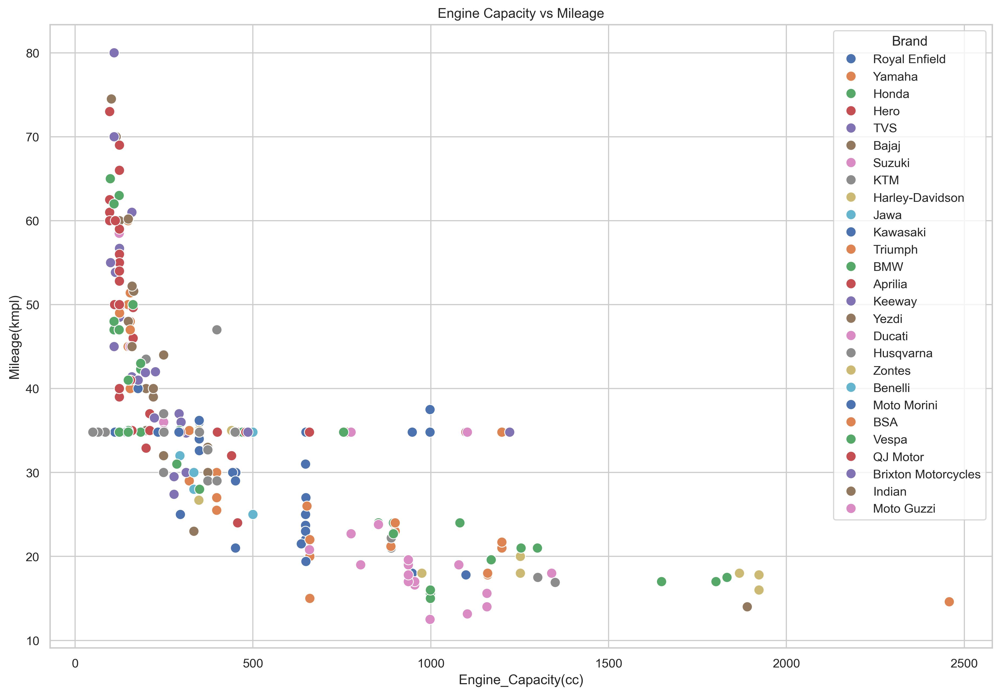 Engine Capacity vs Mileage
Mileage(kmpl)
80
70
60
50
40
30
20
10
0
500
1000
1500
2000
2500
Engine_Capacity(cc)
Brand
Royal Enfield
Yamaha
Honda
Hero
TVS
Bajaj
Suzuki
KTM
Harley-Davidson
Jawa
Kawasaki
Triumph
BMW
Aprilia
Keeway
Yezdi
Ducati
Husqvarna
Zontes
Benelli
Moto Morini
BSA
Vespa
QJ Motor
Brixton Motorcycles
Indian
Moto Guzzi